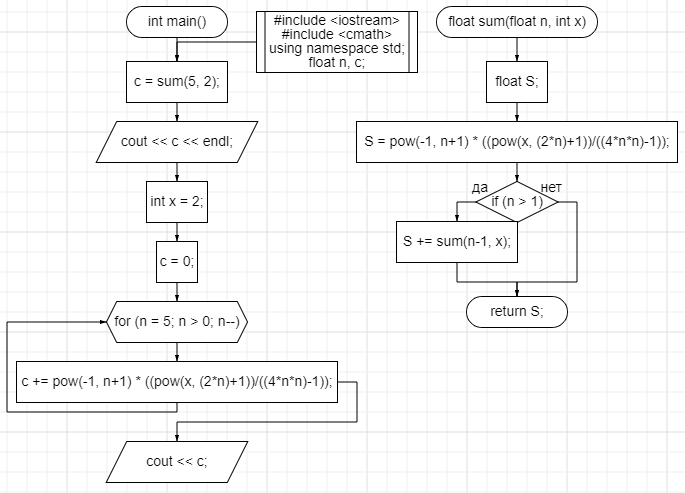 int main()
#include <iostream>
#include <cmath>
using namespace std;
float n, c;
c = sum(5, 2);
cout << c << endl;
int x = 2;
c = 0;
for (n = 5; n > 0; n--)
c += pow(-1, n+1) * ((pow(x, (2*n)+1))/((4*n*n)-1));
cout << c;
float sum(float n, int x)
float S;
S = pow(-1, n+1) * ((pow(x, (2*n)+1))/((4*n*n)-1));
да
нет
if (n > 1)
S += sum(n-1, x);
return S;